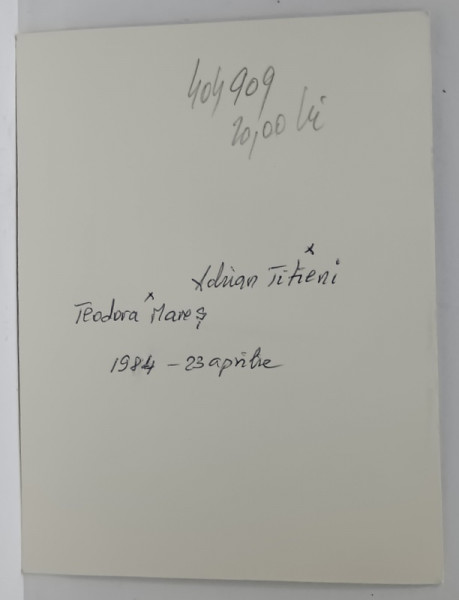 404909
20,00 lei
x
Adrian Titieni
x
Teodora Mareș
1984 - 23 aprilie